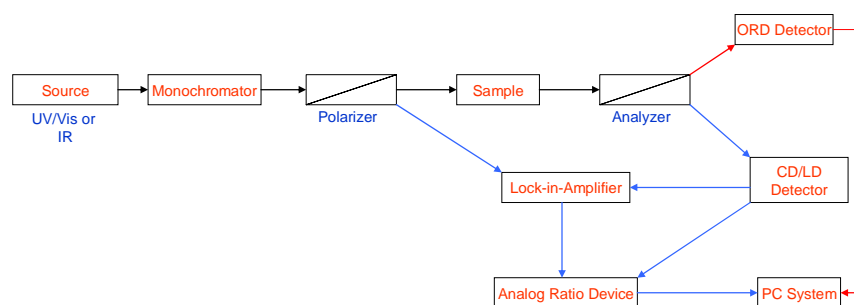 ORD Detector
Source
Monochromator
Sample
UV/Vis or
IR
Polarizer
Analyzer
Lock-in-Amplifier
CD/LD
Detector
Analog Ratio Device
PC System